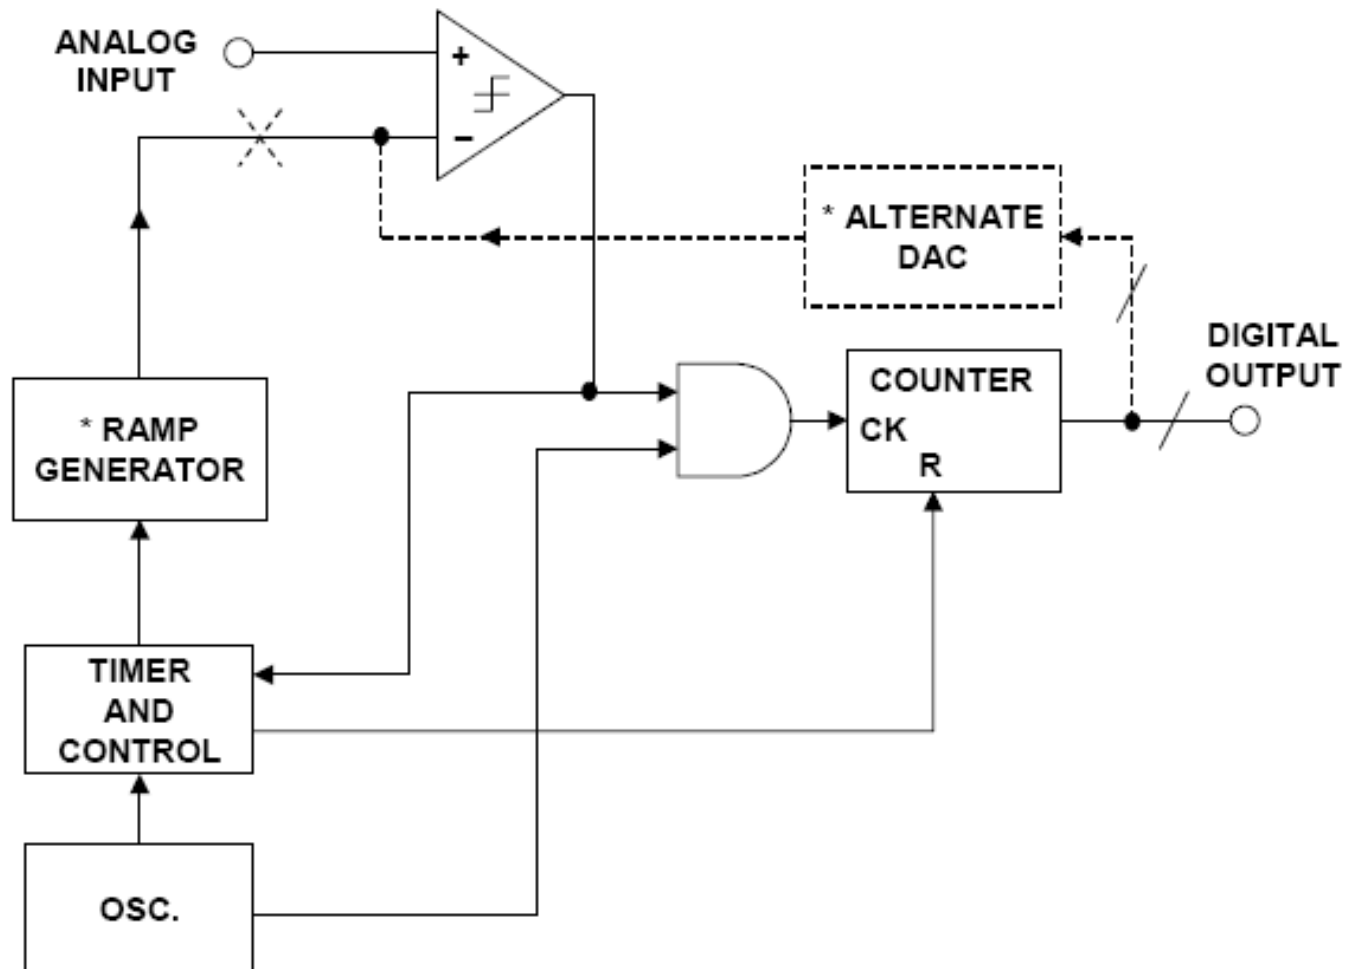 ANALOG
INPUT
+
−
* ALTERNATE
DAC
DIGITAL
OUTPUT
COUNTER
CK
R
* RAMP
GENERATOR
TIMER
AND
CONTROL
OSC.